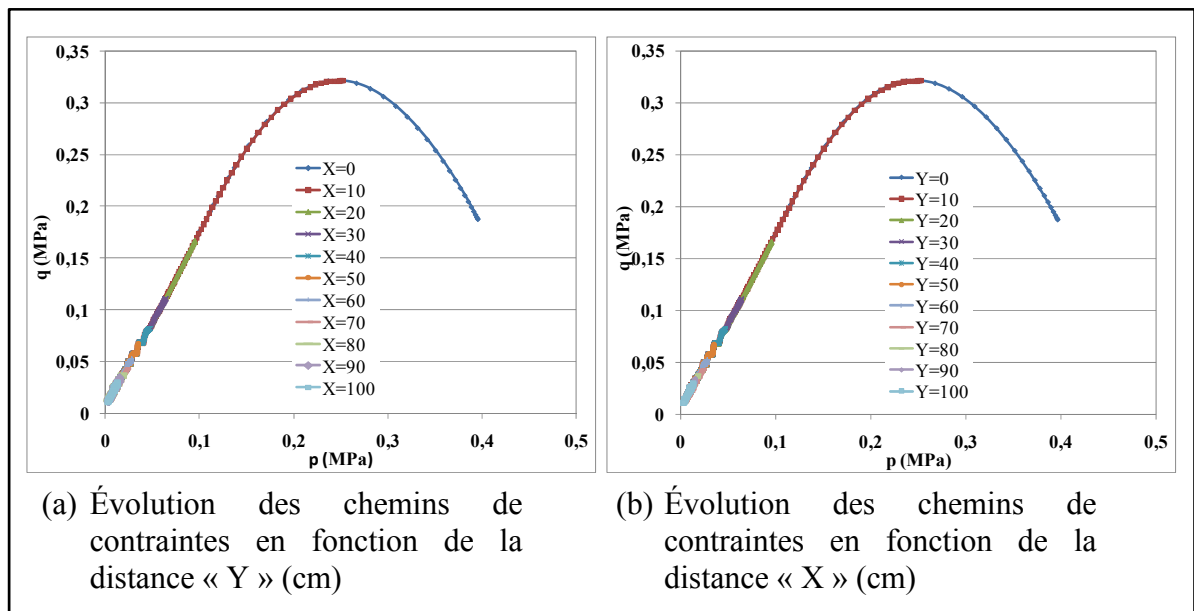 0,35
0,3
0,25
0,2
0,15
0,1
0,05
0
q (MPa)
X=0
X=10
X=20
X=30
X=40
X=50
X=60
X=70
X=80
X=90
X=100
0 0,1 0,2 0,3 0,4 0,5
p (MPa)
(a) Évolution des chemins de
contraintes en fonction de la
distance « Y » (cm)
0,35
0,3
0,25
0,2
0,15
0,1
0,05
0
q (MPa)
Y=0
Y=10
Y=20
Y=30
Y=40
Y=50
Y=60
Y=70
Y=80
Y=90
Y=100
0 0,1 0,2 0,3 0,4 0,5
p (MPa)
(b) Évolution des chemins de
contraintes en fonction de la
distance « X » (cm)